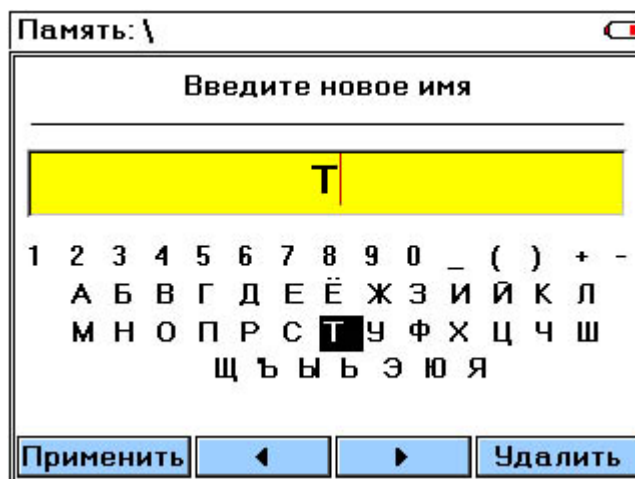 Память: \
Введите новое имя
Т
1 2 3 4 5 6 7 8 9 0 _ ( ) + -
А Б В Г Д Е Ё Ж З И Й К Л
М Н О П Р С Т У Ф Х Ц Ч Ш
Щ Ъ Ы Ь Э Ю Я
Применить ◀ ▶ Удалить